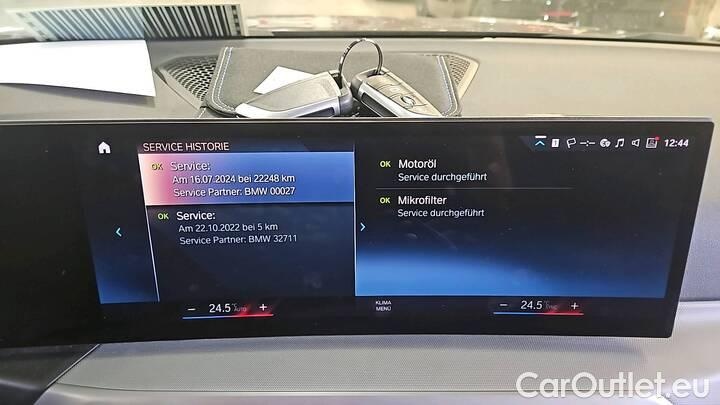 SERVICE HISTORIE
12:44
OK Service:
Am 16.07.2024 bei 22248 km
Service Partner: BMW 00027
OK Service:
Am 22.10.2022 bei 5 km
Service Partner: BMW 32711
OK Motoröl
Service durchgeführt
OK Mikrofilter
Service durchgeführt
− 24.5 °C AUTO +
KLIMA
MENÜ
− 24.5 °C SYNC +
CarOutlet.eu